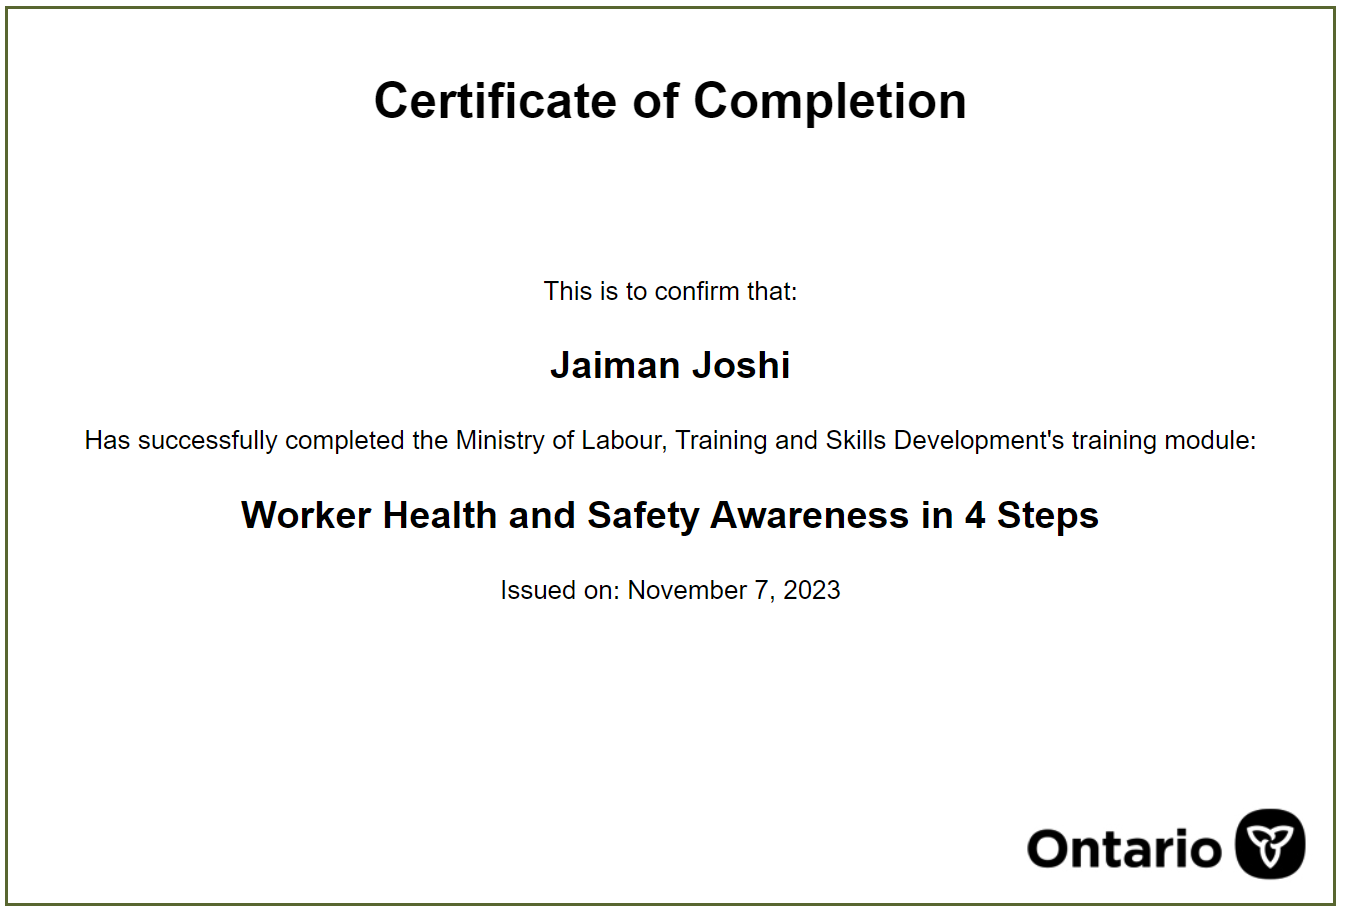 Certificate of Completion
This is to confirm that:
Jaiman Joshi
Has successfully completed the Ministry of Labour, Training and Skills Development's training module:
Worker Health and Safety Awareness in 4 Steps
Issued on: November 7, 2023
Ontario